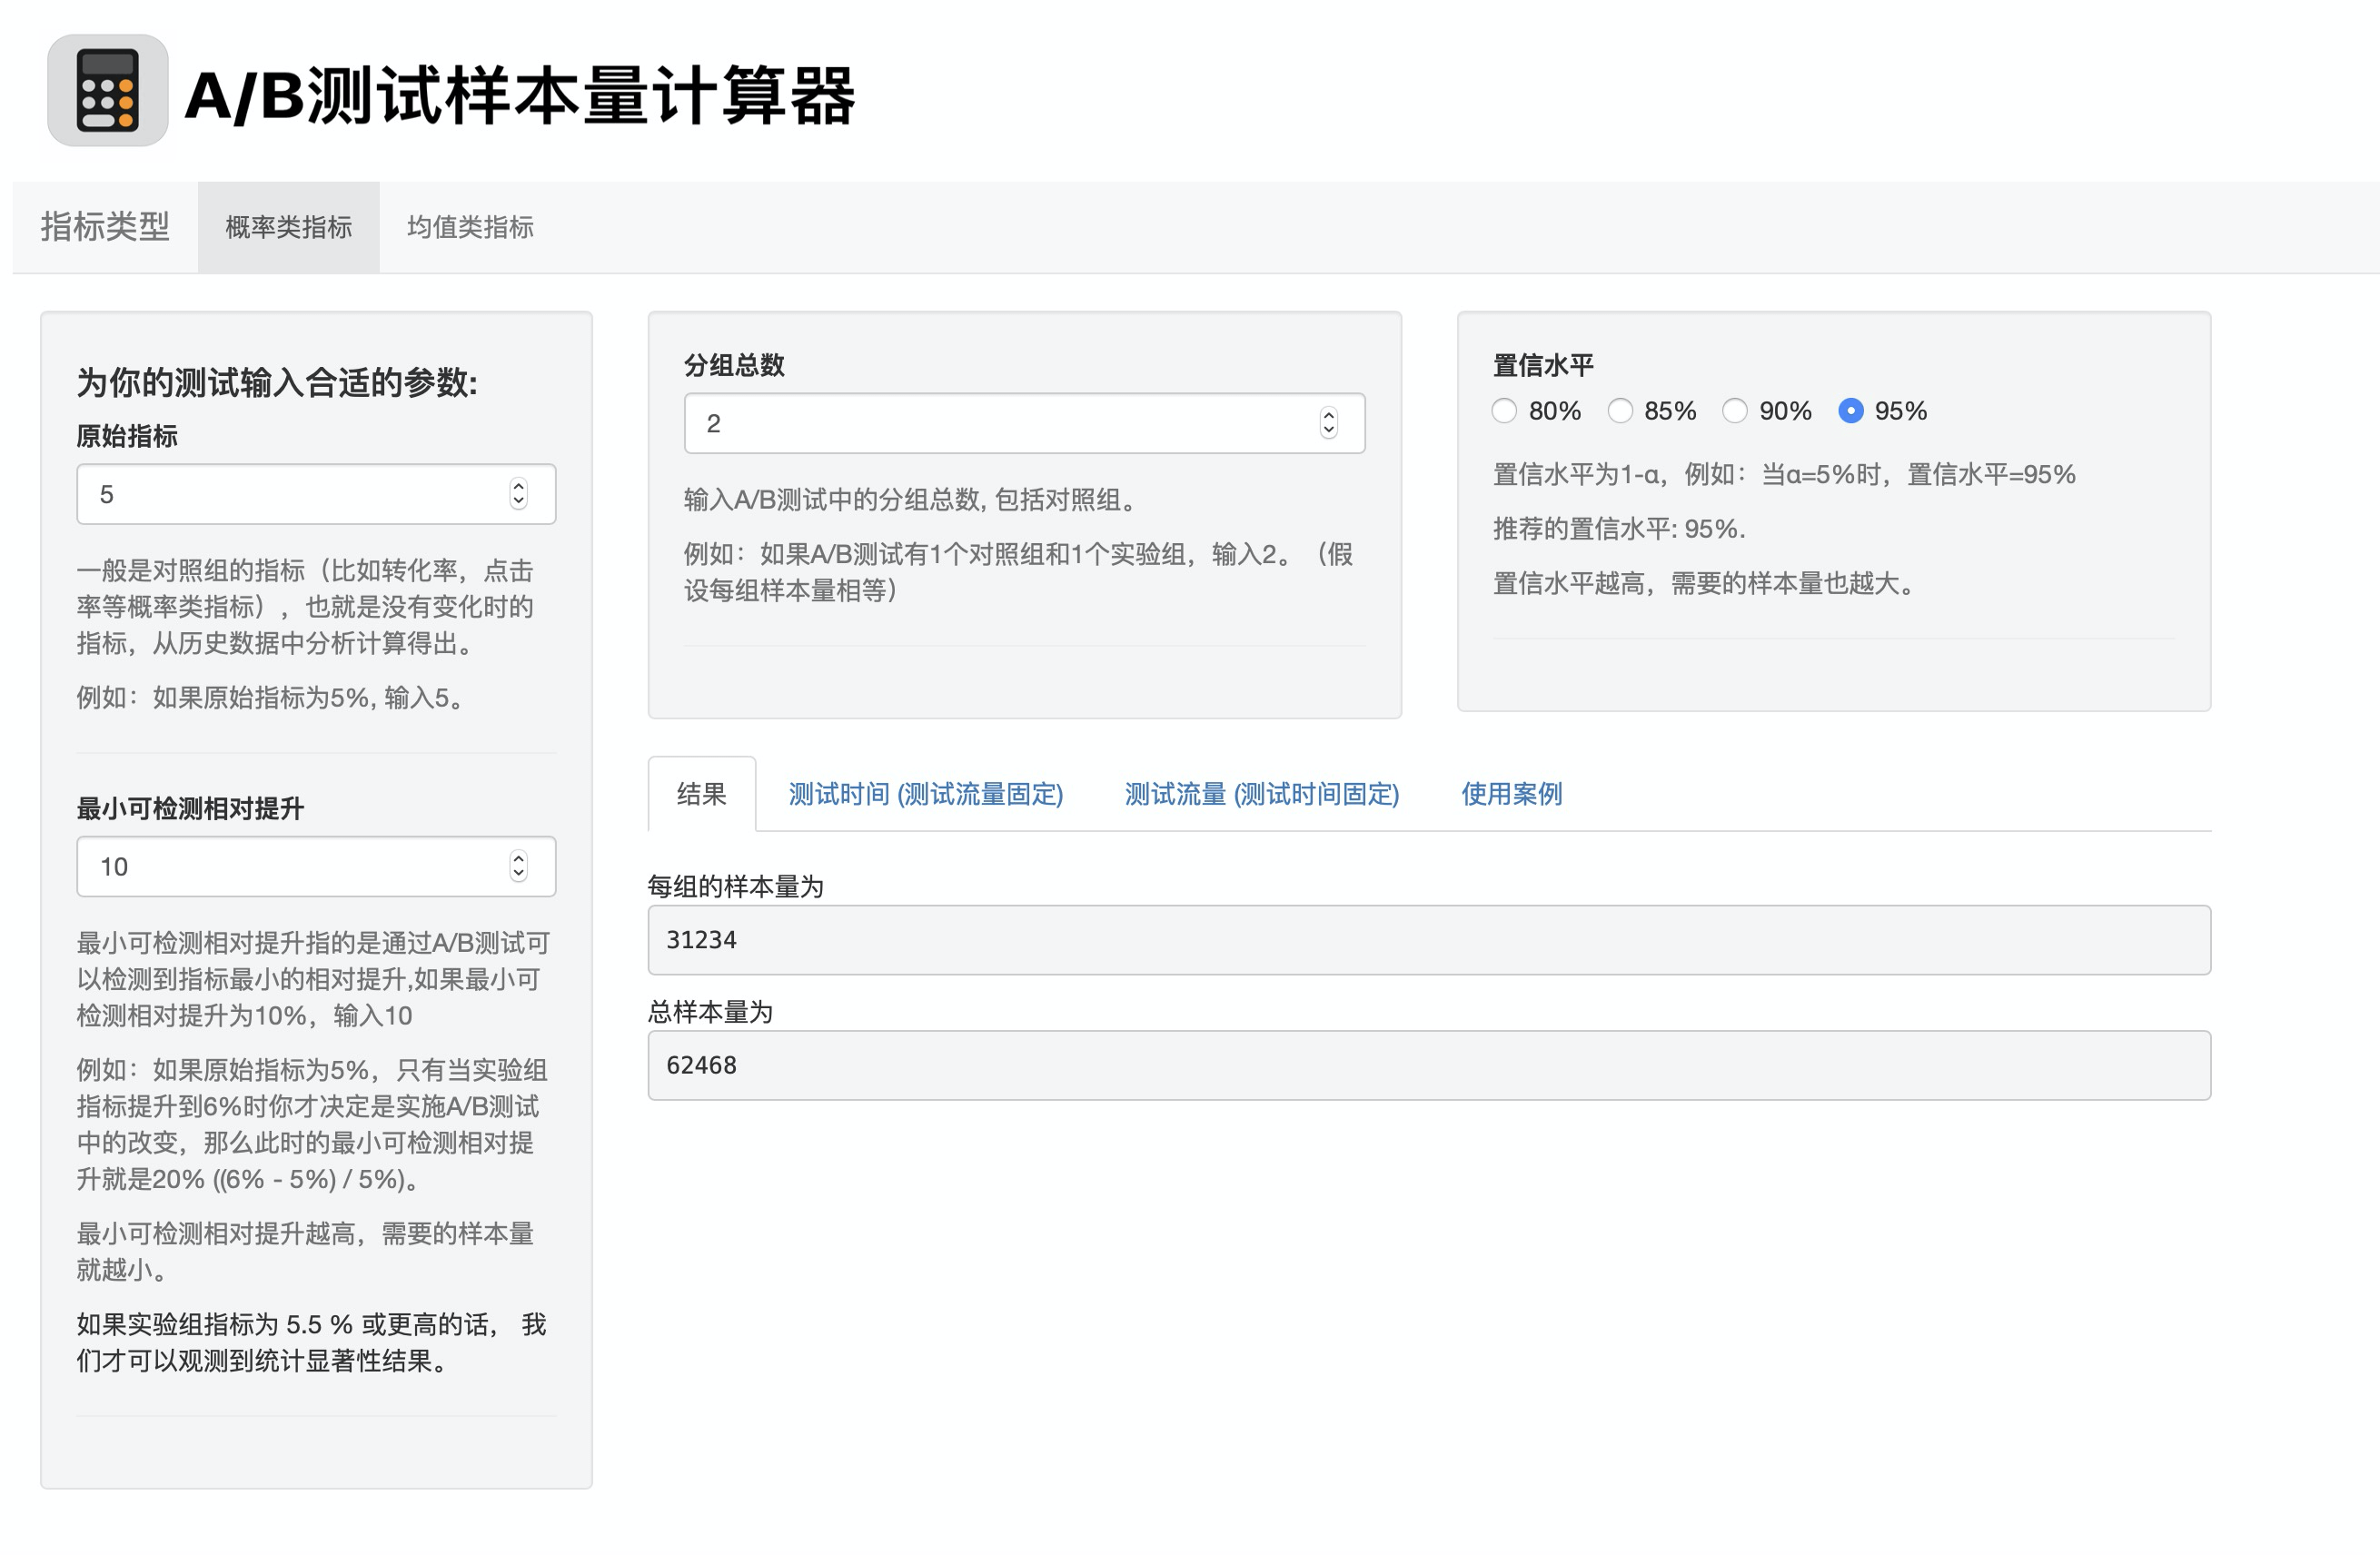 A/B测试样本量计算器
指标类型
概率类指标
均值类指标
为你的测试输入合适的参数:
原始指标
5
一般是对照组的指标（比如转化率，点击
率等概率类指标），也就是没有变化时的
指标，从历史数据中分析计算得出。
例如：如果原始指标为5%, 输入5。
最小可检测相对提升
10
最小可检测相对提升指的是通过A/B测试可
以检测到指标最小的相对提升,如果最小可
检测相对提升为10%，输入10
例如：如果原始指标为5%，只有当实验组
指标提升到6%时你才决定是实施A/B测试
中的改变，那么此时的最小可检测相对提
升就是20% ((6% - 5%) / 5%)。
最小可检测相对提升越高，需要的样本量
就越小。
如果实验组指标为 5.5 % 或更高的话， 我
们才可以观测到统计显著性结果。
分组总数
2
输入A/B测试中的分组总数, 包括对照组。
例如：如果A/B测试有1个对照组和1个实验组，输入2。（假
设每组样本量相等）
置信水平
80% 85% 90% 95%
置信水平为1-α，例如：当α=5%时，置信水平=95%
推荐的置信水平: 95%.
置信水平越高，需要的样本量也越大。
结果
测试时间 (测试流量固定)
测试流量 (测试时间固定)
使用案例
每组的样本量为
31234
总样本量为
62468